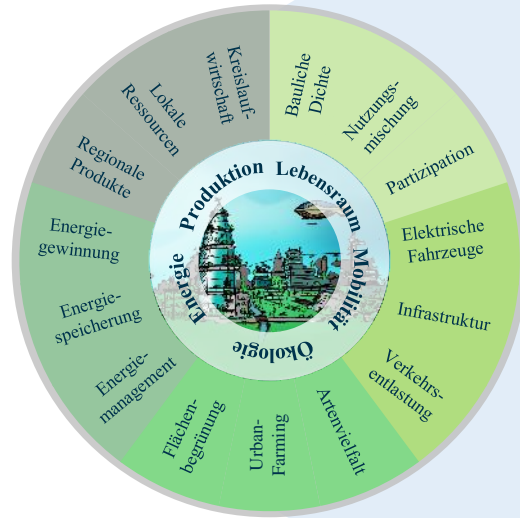 Produktion
Lebensraum
Mobilität
Ökologie
Energie
Bauliche
Dichte
Nutzungs-
mischung
Partizipation
Elektrische
Fahrzeuge
Infrastruktur
Verkehrs-
entlastung
Artenvielfalt
Urban-
Farming
Flächen-
begrünung
Energie-
management
Energie-
speicherung
Energie-
gewinnung
Regionale
Produkte
Lokale
Ressourcen
Kreislauf-
wirtschaft